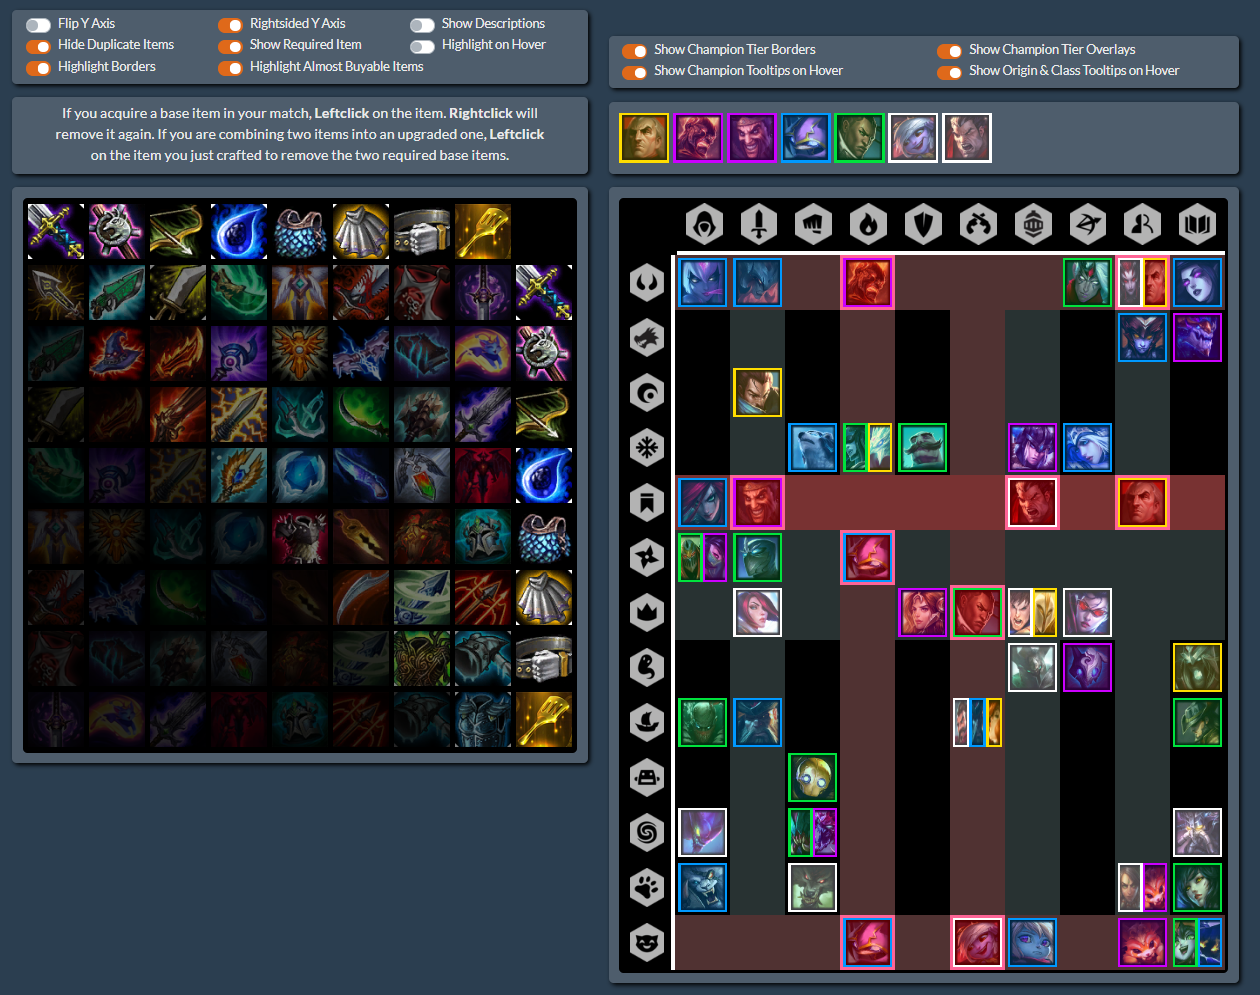 Flip Y Axis
Rightsided Y Axis
Show Descriptions
Hide Duplicate Items
Show Required Item
Highlight on Hover
Highlight Borders
Highlight Almost Buyable Items
If you acquire a base item in your match, Leftclick on the item. Rightclick will
remove it again. If you are combining two items into an upgraded one, Leftclick
on the item you just crafted to remove the two required base items.
Show Champion Tier Borders
Show Champion Tier Overlays
Show Champion Tooltips on Hover
Show Origin & Class Tooltips on Hover